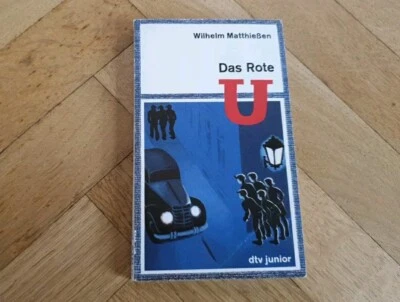 Wilhelm Matthießen
Das Rote
U
dtv junior